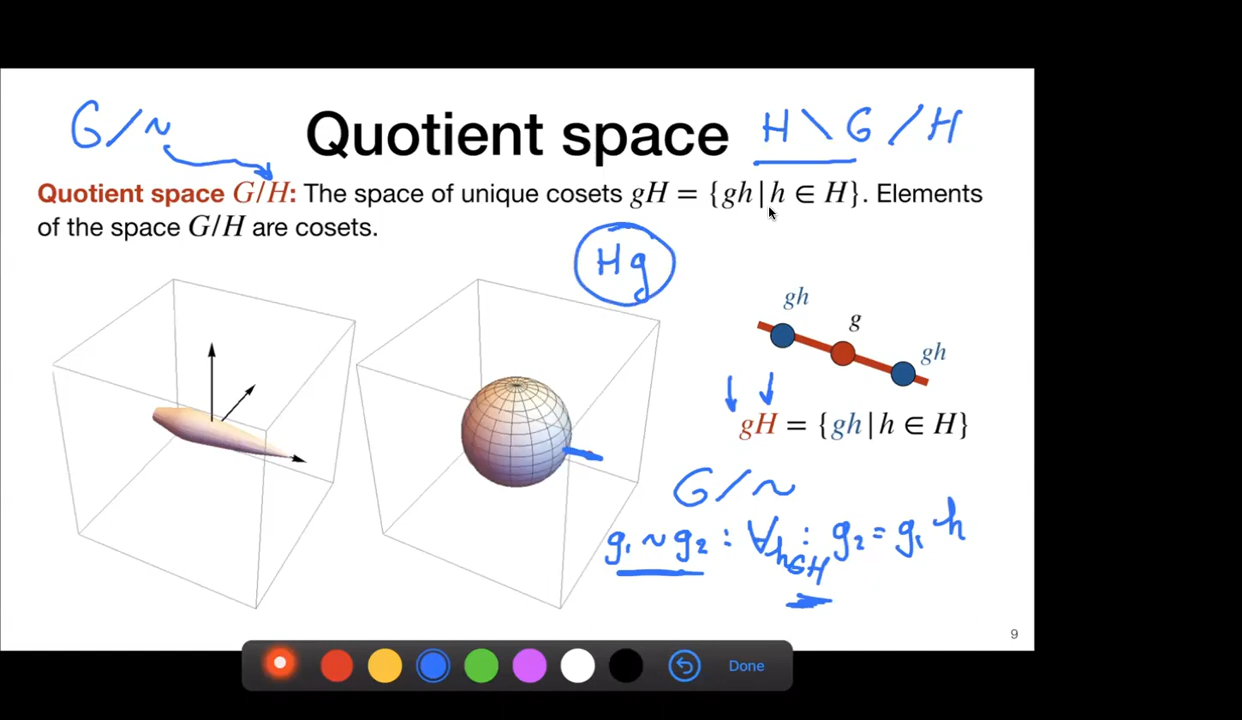 G/~
Quotient space
H\G/H
Quotient space G/H: The space of unique cosets gH = {gh|h ∈ H}. Elements
of the space G/H are cosets.
Hg
gh
g
gh
gH = {gh|h ∈ H}
G/~
g₁ ~ g₂ : ∀h∈H : g₂ = g₁ h
9
Done